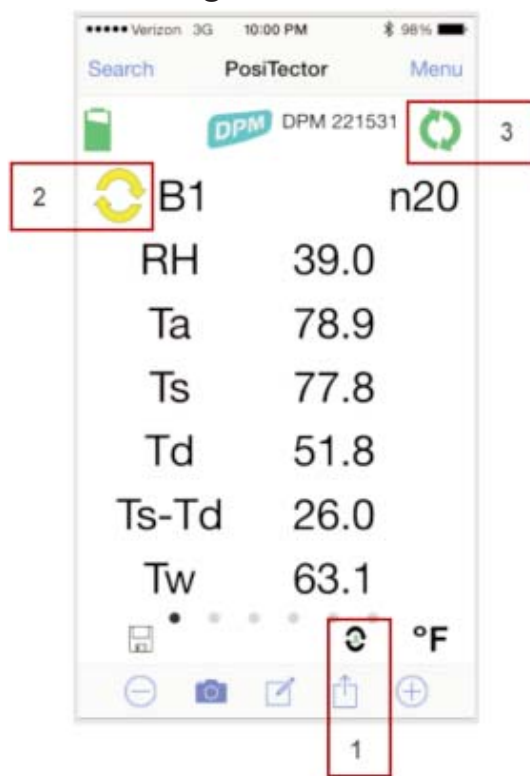 Verizon 3G 10:00 PM 98%
Search PosiTector Menu
DPM DPM 221531
3
2
B1 n20
RH 39.0
Ta 78.9
Ts 77.8
Td 51.8
Ts-Td 26.0
Tw 63.1
°F
1